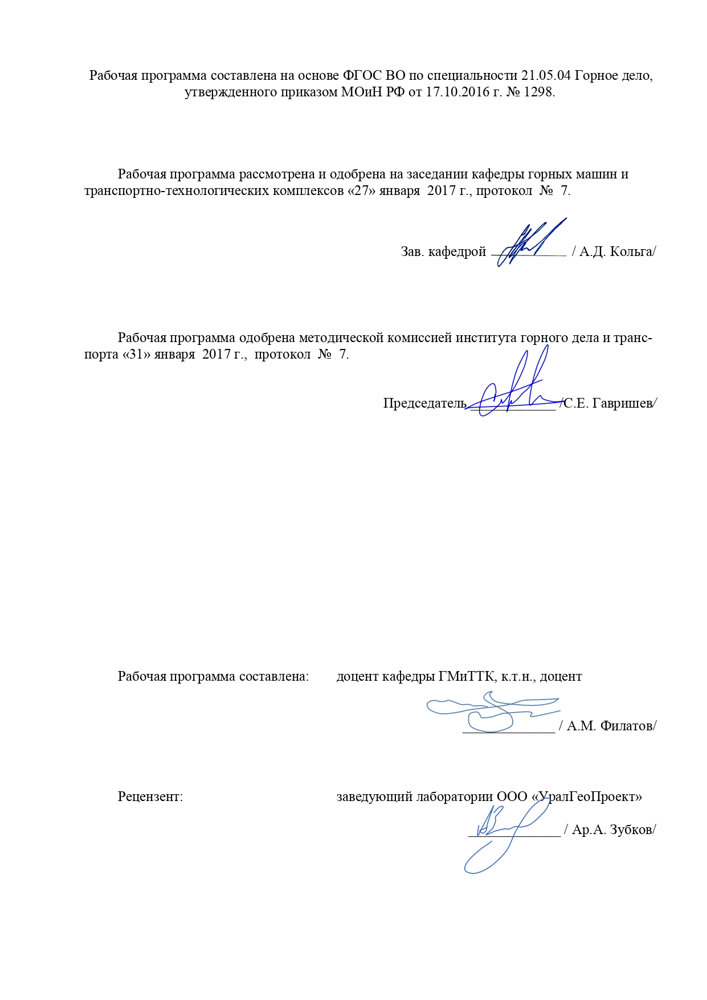 Рабочая программа составлена на основе ФГОС ВО по специальности 21.05.04 Горное дело,
утвержденного приказом МОиН РФ от 17.10.2016 г. № 1298.
Рабочая программа рассмотрена и одобрена на заседании кафедры горных машин и
транспортно-технологических комплексов «27» января 2017 г., протокол № 7.
Зав. кафедрой ___________ / А.Д. Кольга/
Рабочая программа одобрена методической комиссией института горного дела и транс-
порта «31» января 2017 г., протокол № 7.
Председатель ____________ /С.Е. Гавришев/
Рабочая программа составлена: доцент кафедры ГМиТТК, к.т.н., доцент
_____________ / А.М. Филатов/
Рецензент: заведующий лаборатории ООО «УралГеоПроект»
_____________ / Ар.А. Зубков/